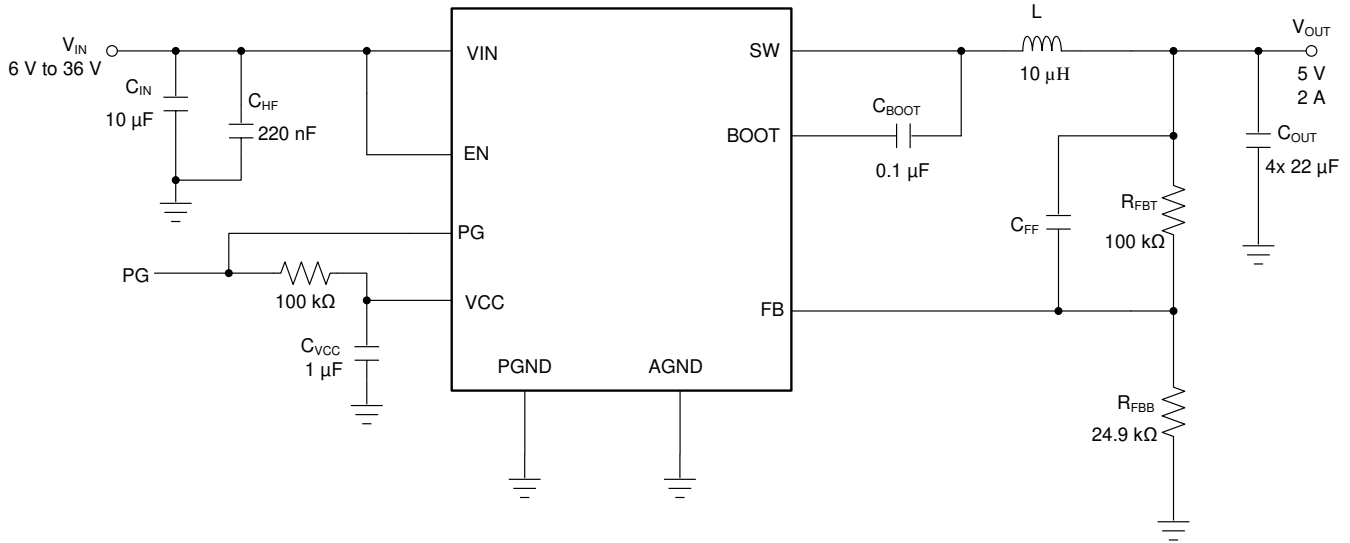 V_IN
6 V to 36 V
C_IN
10 µF
C_HF
220 nF
VIN
EN
PG
PG
100 kΩ
VCC
C_VCC
1 µF
PGND
AGND
SW
BOOT
FB
C_BOOT
0.1 µF
L
10 µH
V_OUT
5 V
2 A
C_OUT
4x 22 µF
C_FF
R_FBT
100 kΩ
R_FBB
24.9 kΩ